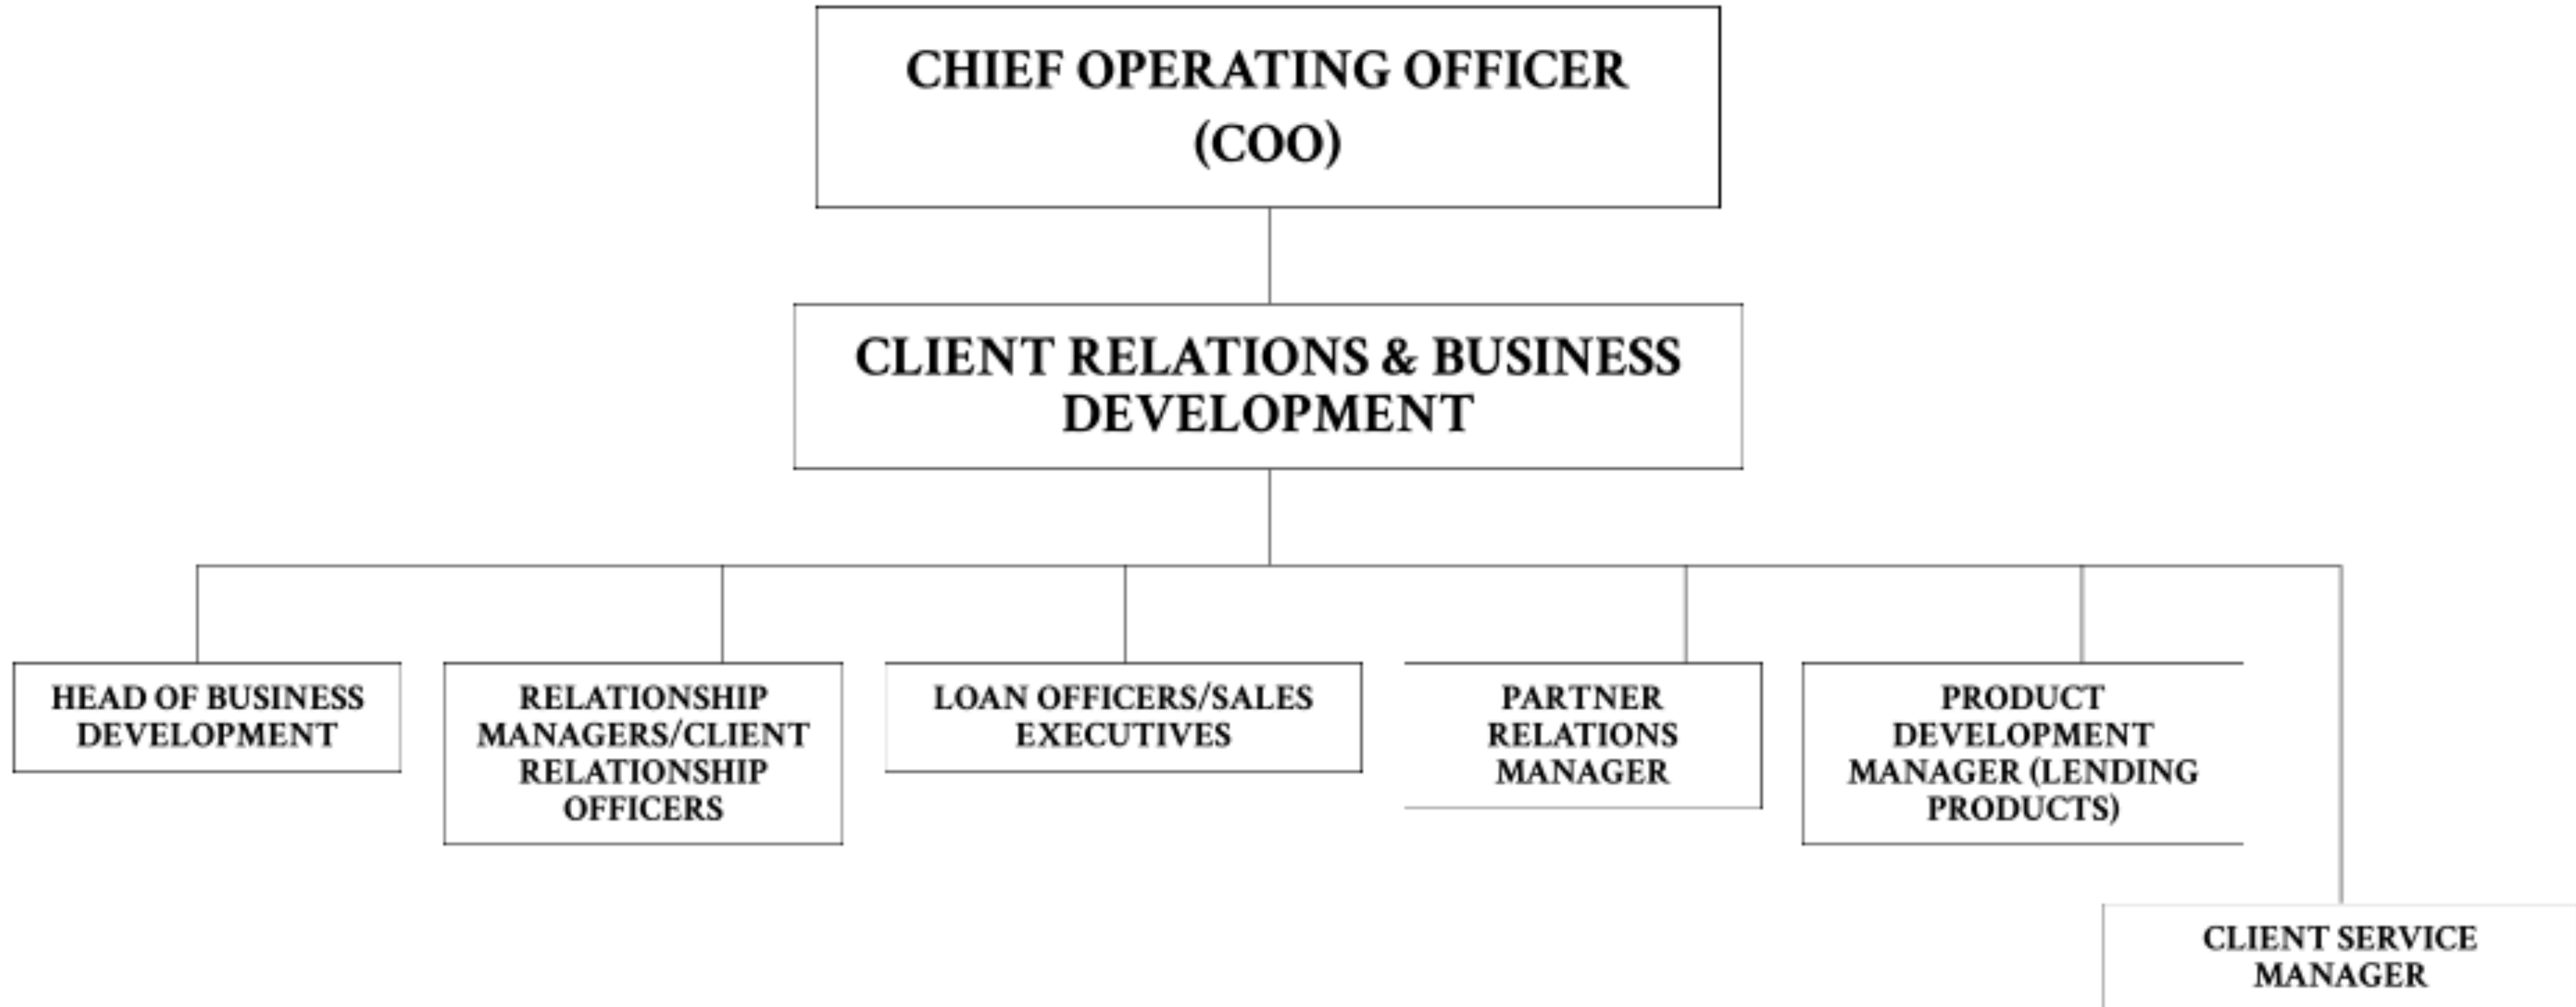 CHIEF OPERATING OFFICER
(COO)
CLIENT RELATIONS & BUSINESS
DEVELOPMENT
HEAD OF BUSINESS
DEVELOPMENT
RELATIONSHIP
MANAGERS/CLIENT
RELATIONSHIP
OFFICERS
LOAN OFFICERS/SALES
EXECUTIVES
PARTNER
RELATIONS
MANAGER
PRODUCT
DEVELOPMENT
MANAGER (LENDING
PRODUCTS)
CLIENT SERVICE
MANAGER